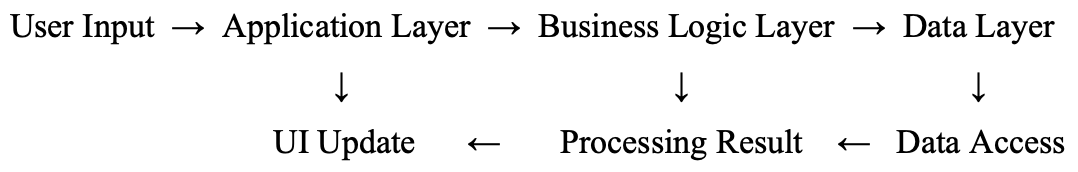 User Input → Application Layer → Business Logic Layer → Data Layer
↓ ↓ ↓
UI Update ← Processing Result ← Data Access